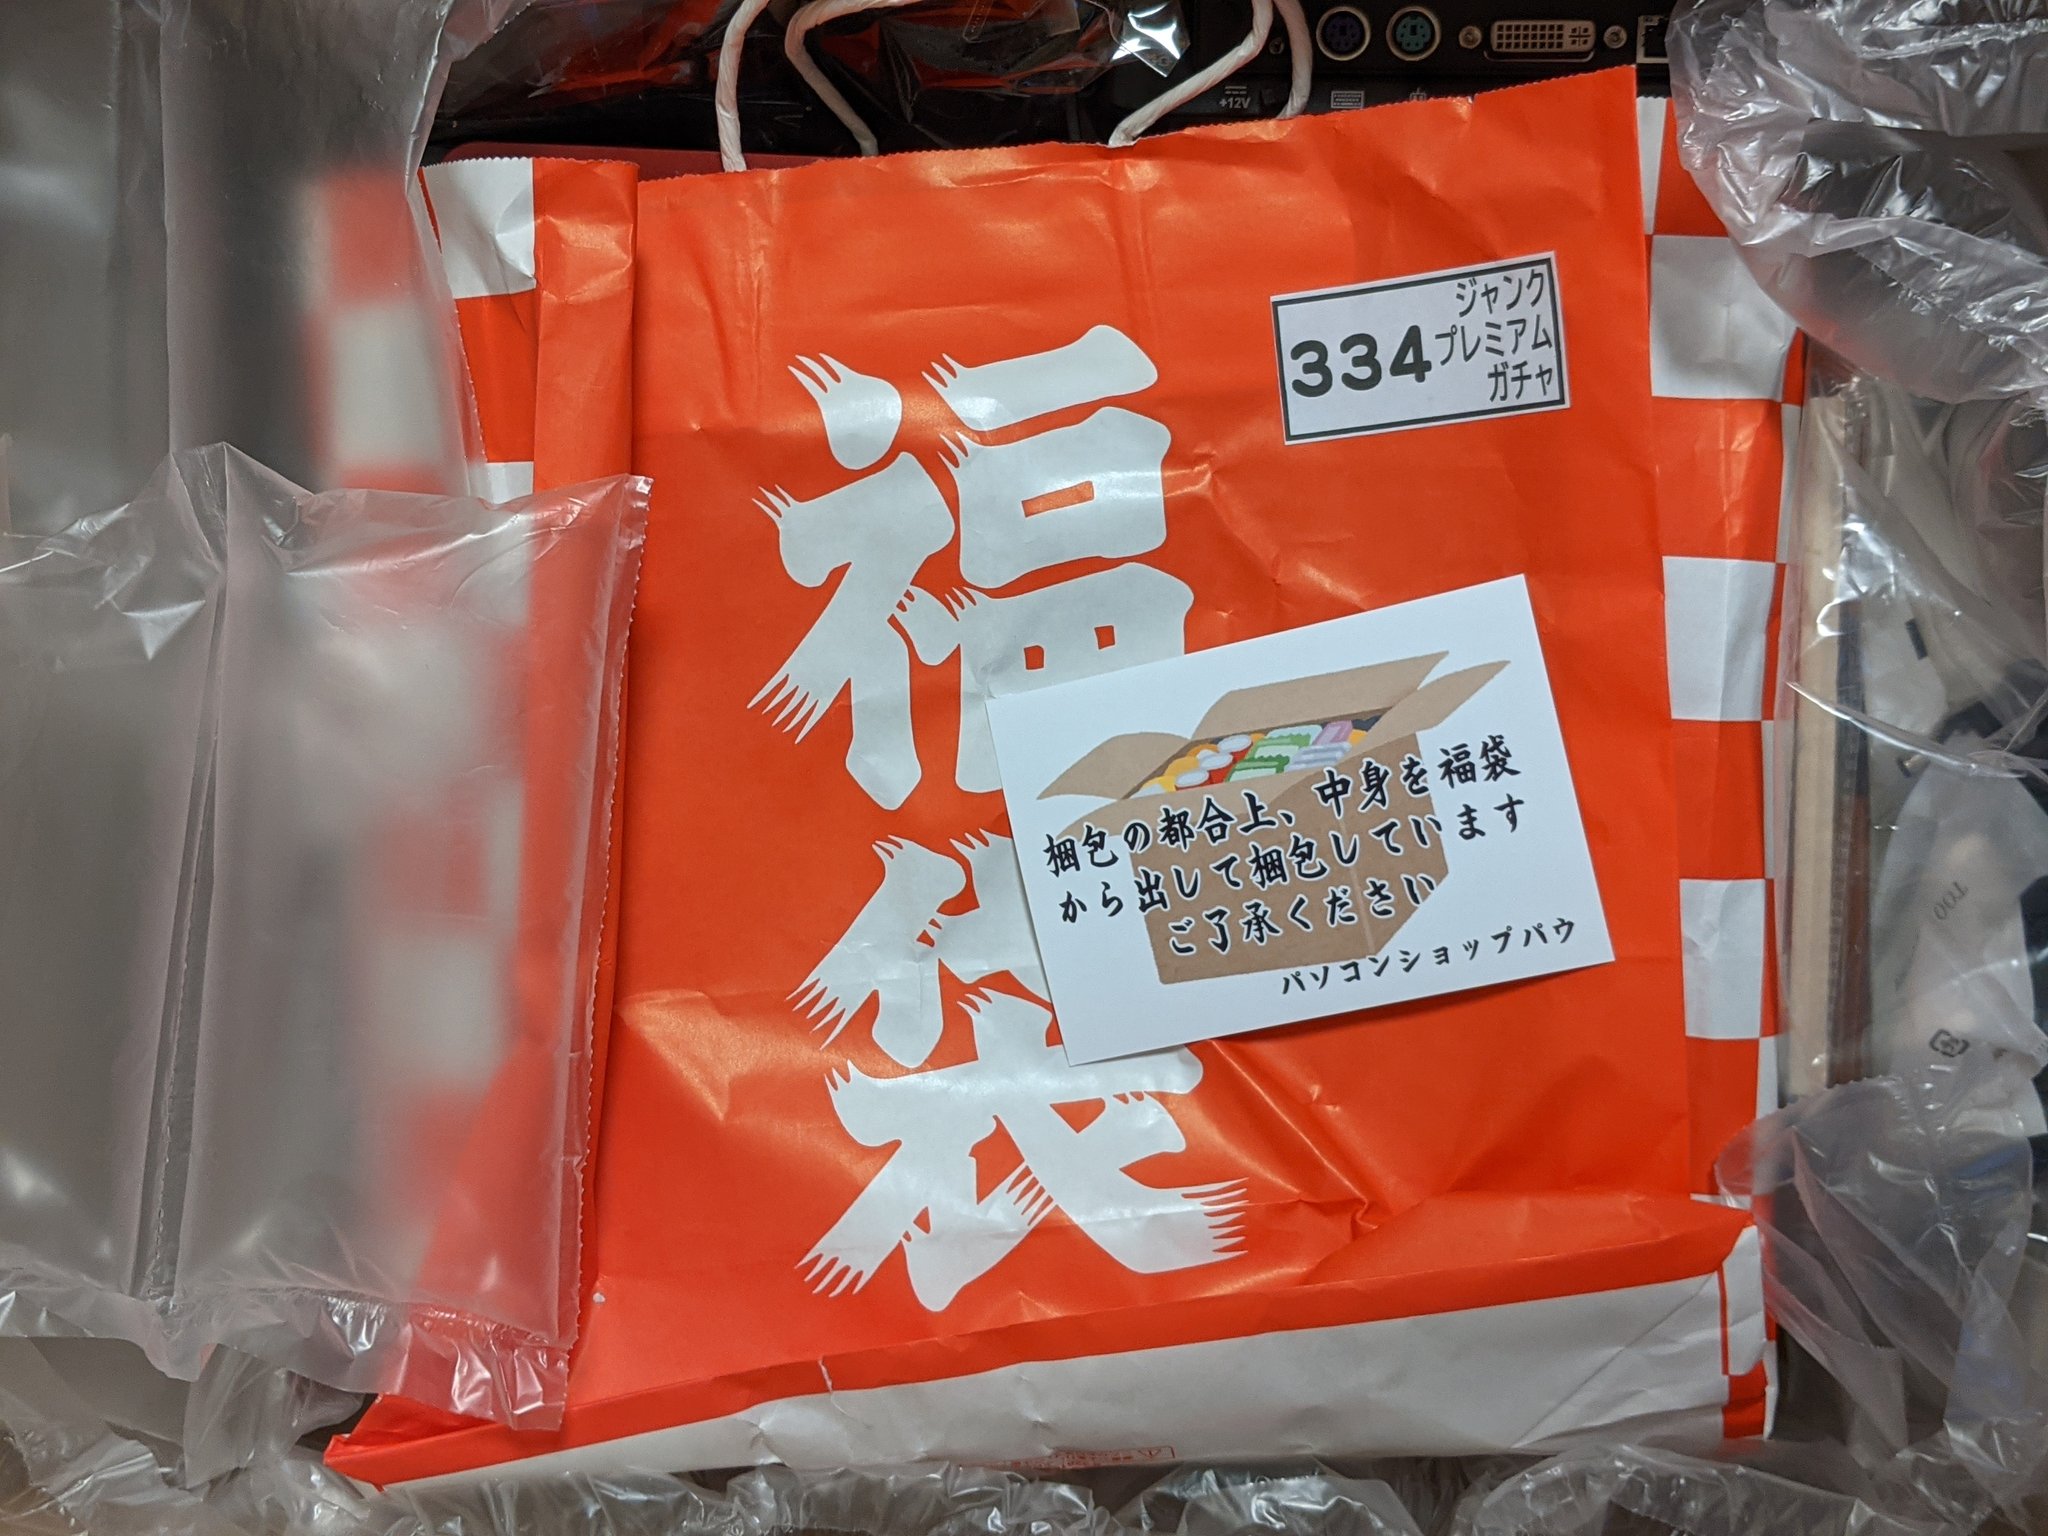 +12V
福袋
334
ジャンク
プレミアム
ガチャ
梱包の都合上、中身を福袋
から出して梱包しています
ご了承ください
パソコンショップパウ